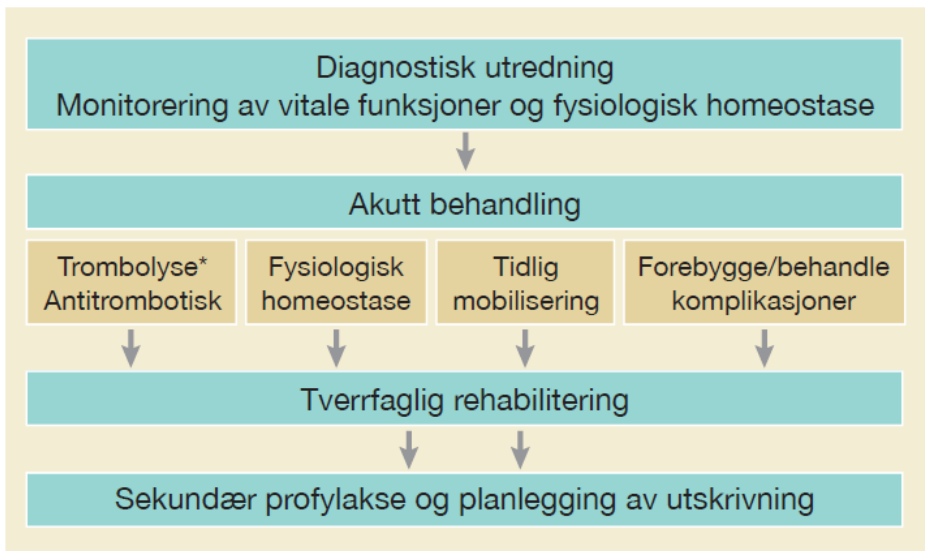 Diagnostisk utredning
Monitorering av vitale funksjoner og fysiologisk homeostase
Akutt behandling
Trombolyse*
Antitrombotisk
Fysiologisk
homeostase
Tidlig
mobilisering
Forebygge/behandle
komplikasjoner
Tverrfaglig rehabilitering
Sekundær profylakse og planlegging av utskrivning